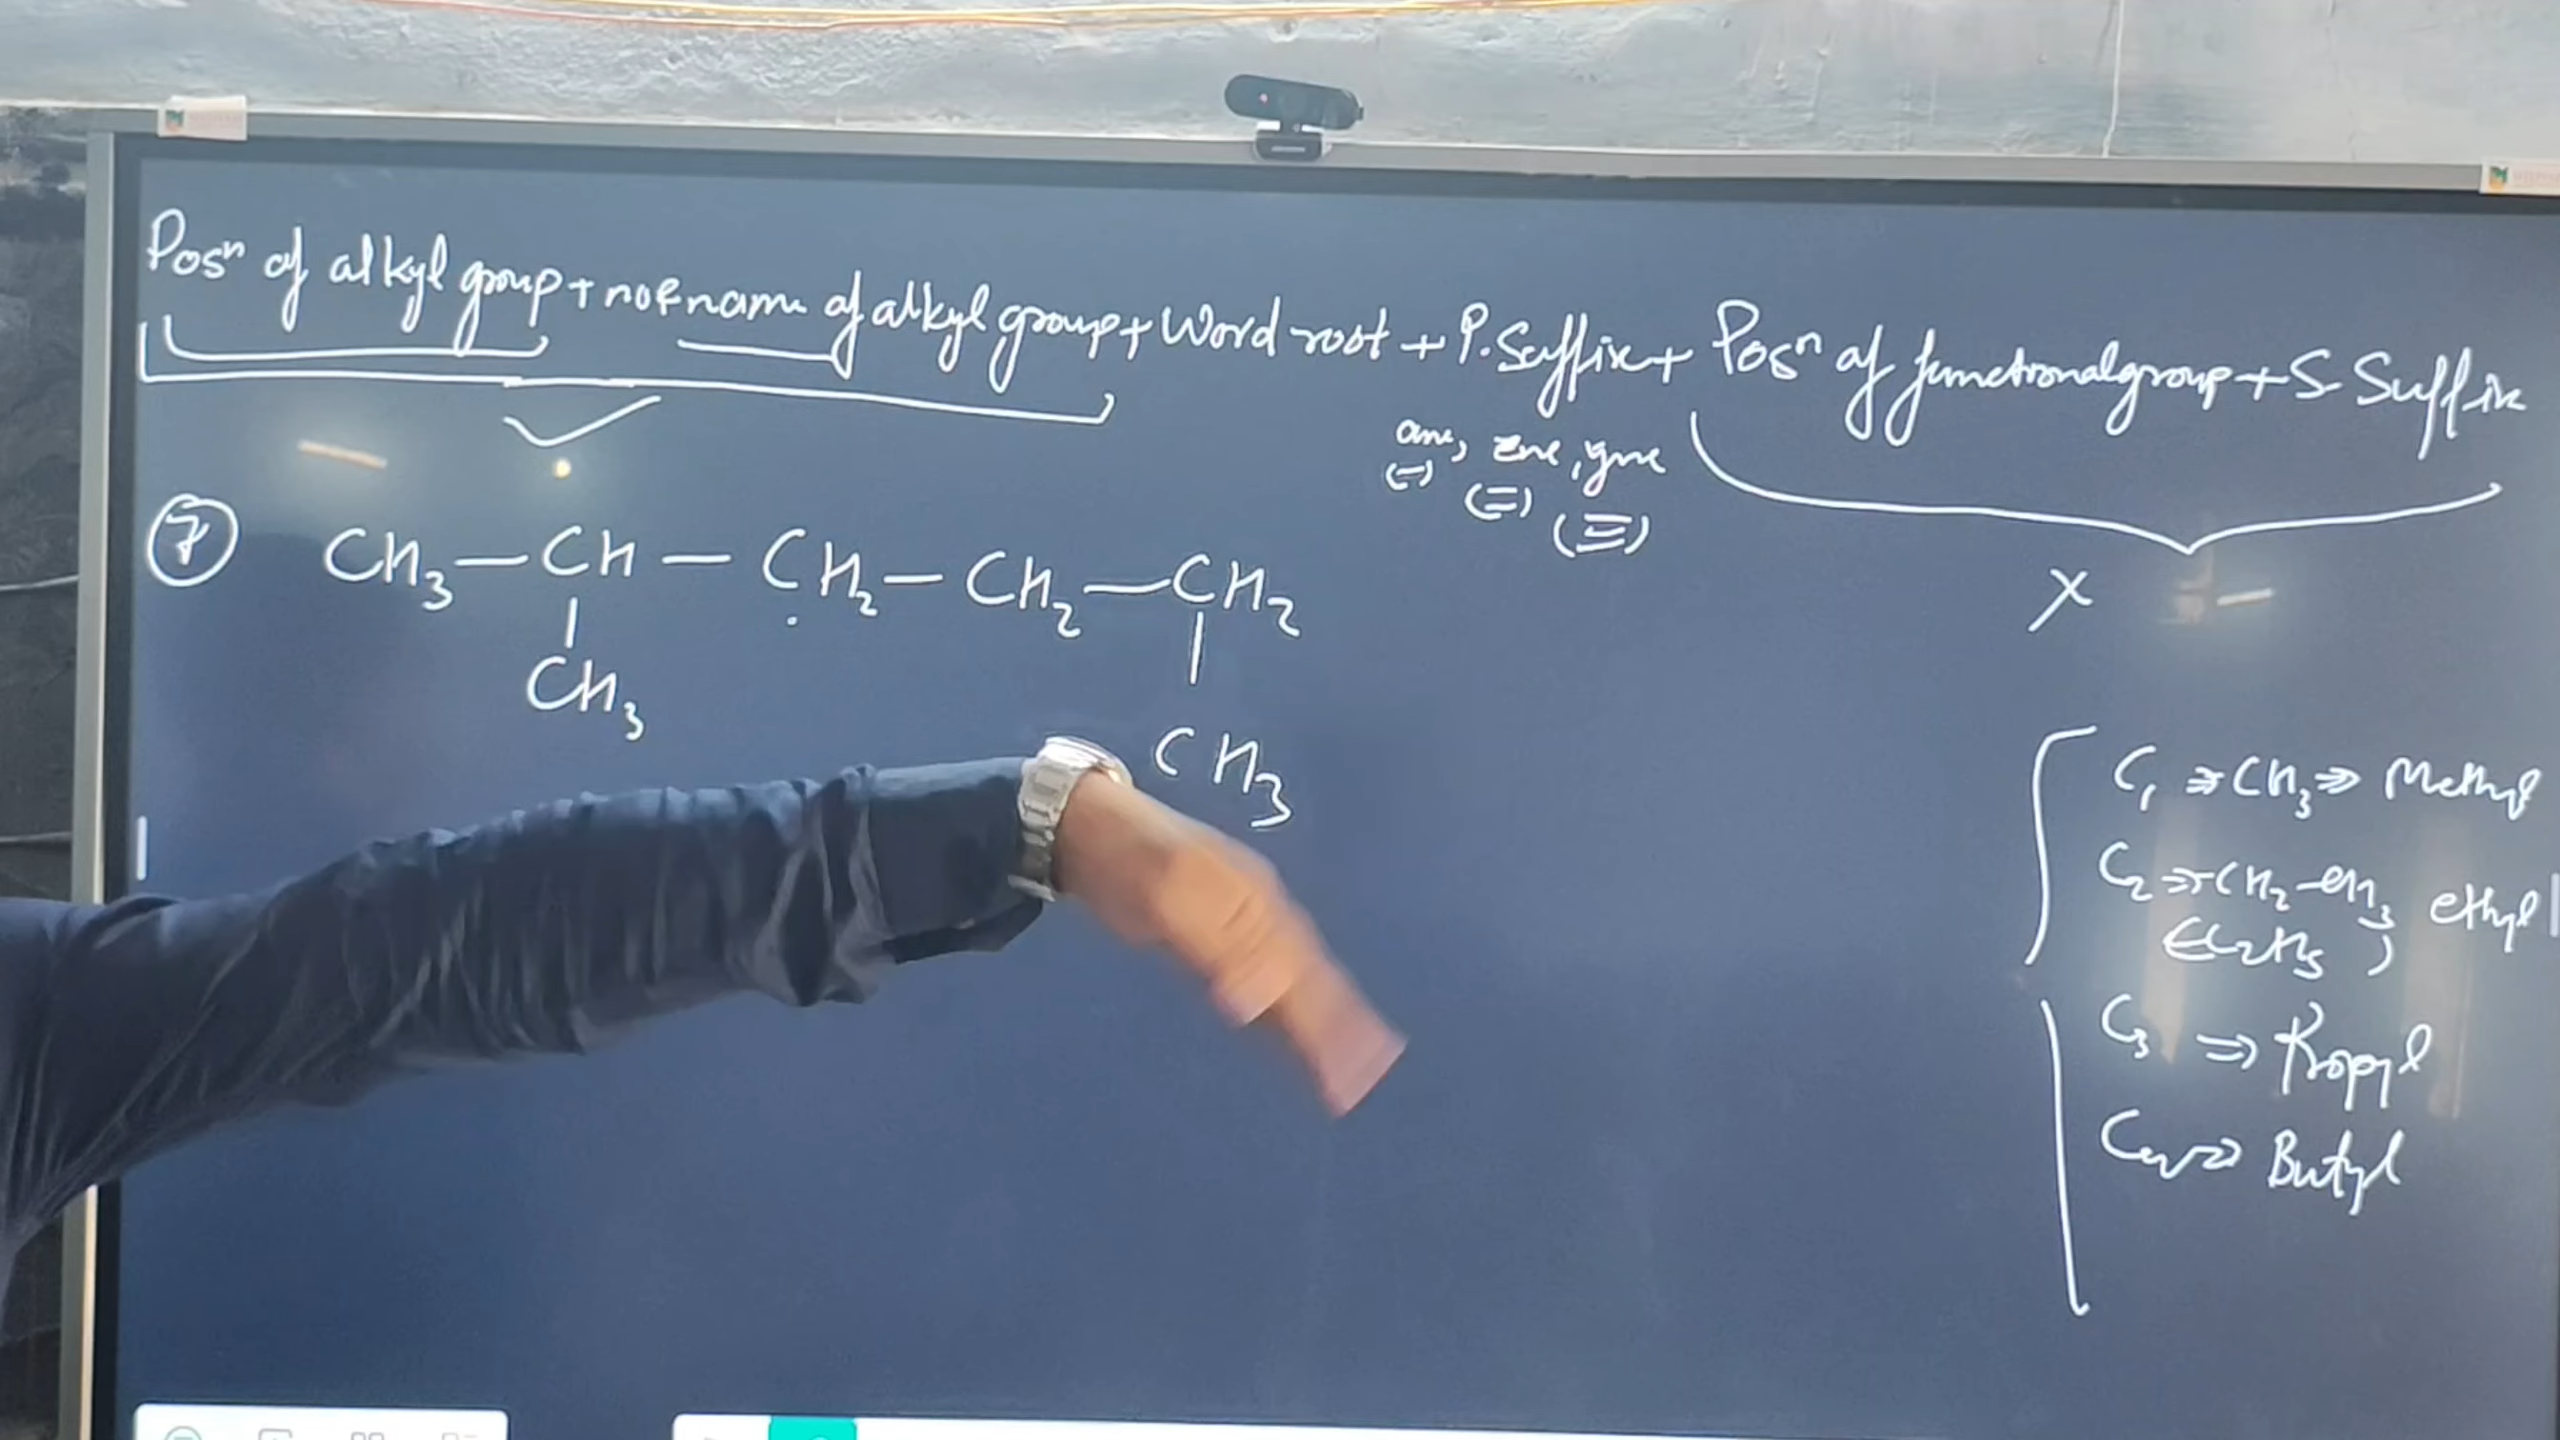 Posⁿ of alkyl group + no & name of alkyl group + Word root + P. Suffix + Posⁿ of functional group + S Suffix
ane, ene, yne
(−) (=) (≡)
X
⑦ CH₃ — CH — CH₂ — CH₂ — CH₂
CH₃
CH₃
C₁ ⇒ CH₃ ⇒ Methyl
C₂ ⇒ CH₂-CH₃ ethyl
(C₂H₅)
C₃ ⇒ Propyl
C₄ ⇒ Butyl